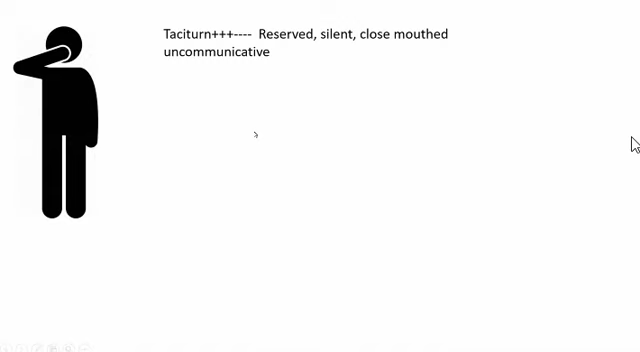 Taciturn+++---- Reserved, silent, close mouthed
uncommunicative